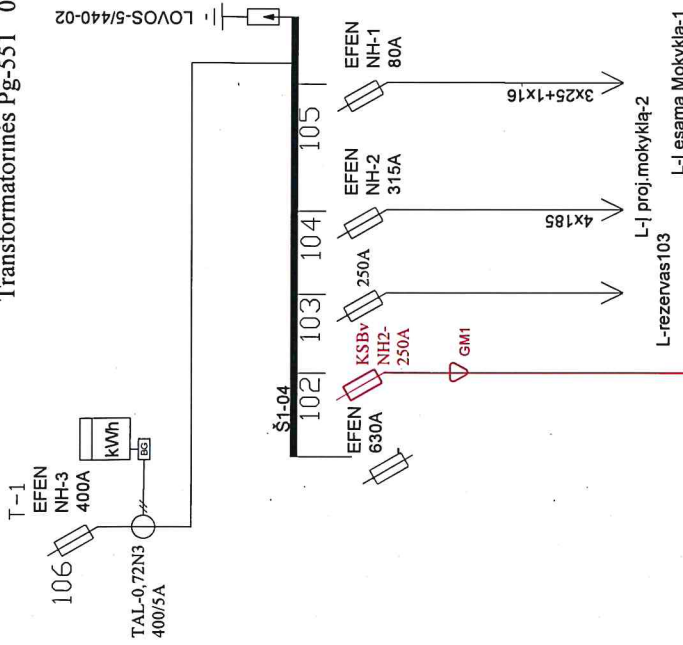 Transformatorinės Pg-551 0
LOVOS-5/440-02
T-1
EFEN
NH-3
400A
106
kWh
BG
TAL-0,72N3
400/5A
Š1-04
105
EFEN
NH-1
80A
3x25+1x16
L-Į esama Mokykla-1
104
EFEN
NH-2
315A
4x185
L-Į proj.mokyklą-2
103
250A
L-rezervas103
102
KSBv
NH2-
250A
GM1
EFEN
630A